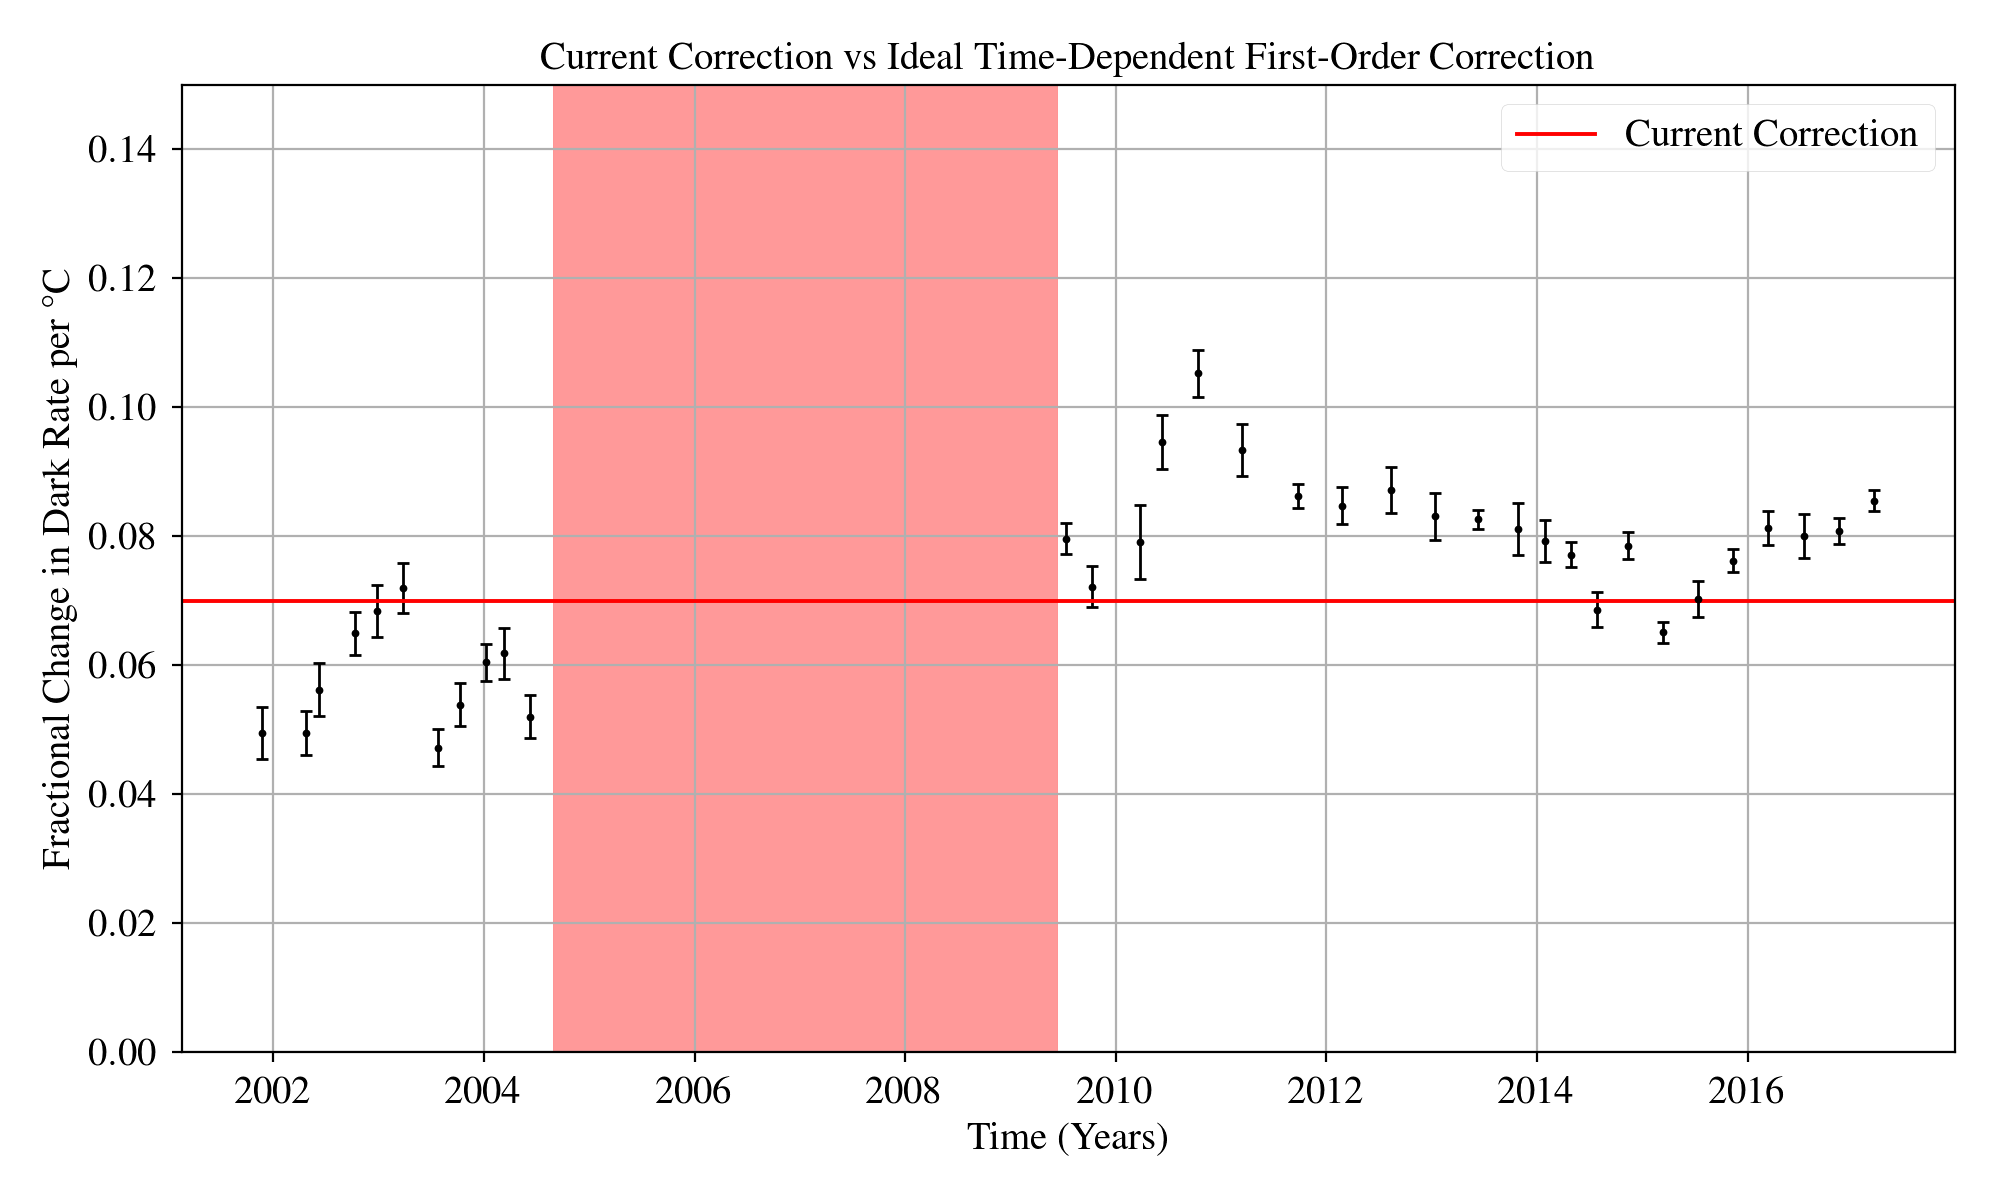 Current Correction vs Ideal Time-Dependent First-Order Correction
Current Correction
Fractional Change in Dark Rate per °C
0.14
0.12
0.10
0.08
0.06
0.04
0.02
0.00
2002 2004 2006 2008 2010 2012 2014 2016
Time (Years)